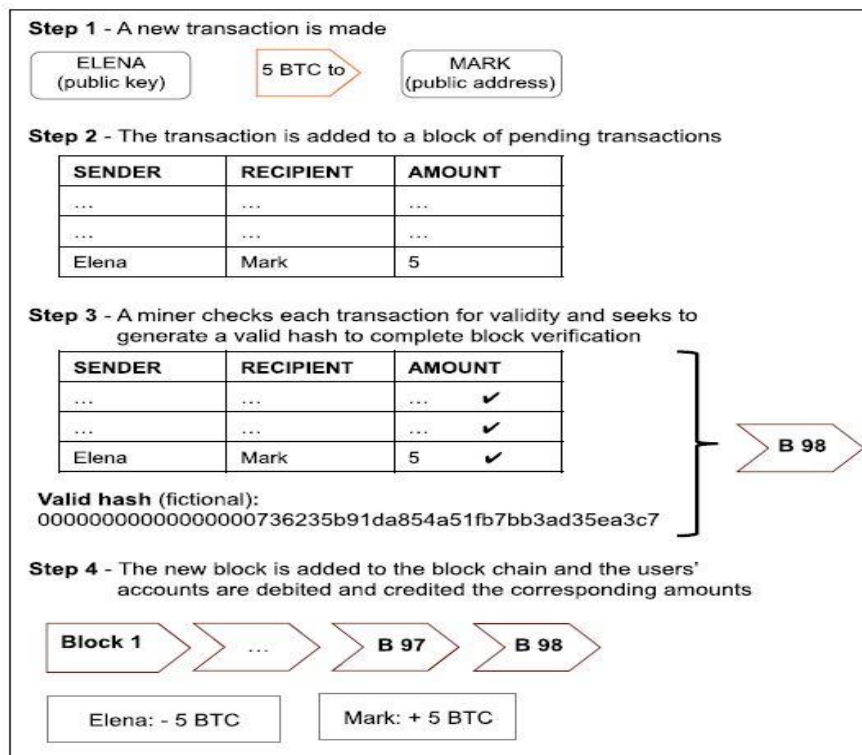 Step 1 - A new transaction is made
ELENA
(public key)
5 BTC to
MARK
(public address)
Step 2 - The transaction is added to a block of pending transactions
SENDER RECIPIENT AMOUNT
... ... ...
... ... ...
Elena Mark 5
Step 3 - A miner checks each transaction for validity and seeks to
generate a valid hash to complete block verification
SENDER RECIPIENT AMOUNT
... ... ... ✔
... ... ... ✔
Elena Mark 5 ✔
B 98
Valid hash (fictional):
00000000000000000736235b91da854a51fb7bb3ad35ea3c7
Step 4 - The new block is added to the block chain and the users'
accounts are debited and credited the corresponding amounts
Block 1 ... B 97 B 98
Elena: - 5 BTC Mark: + 5 BTC